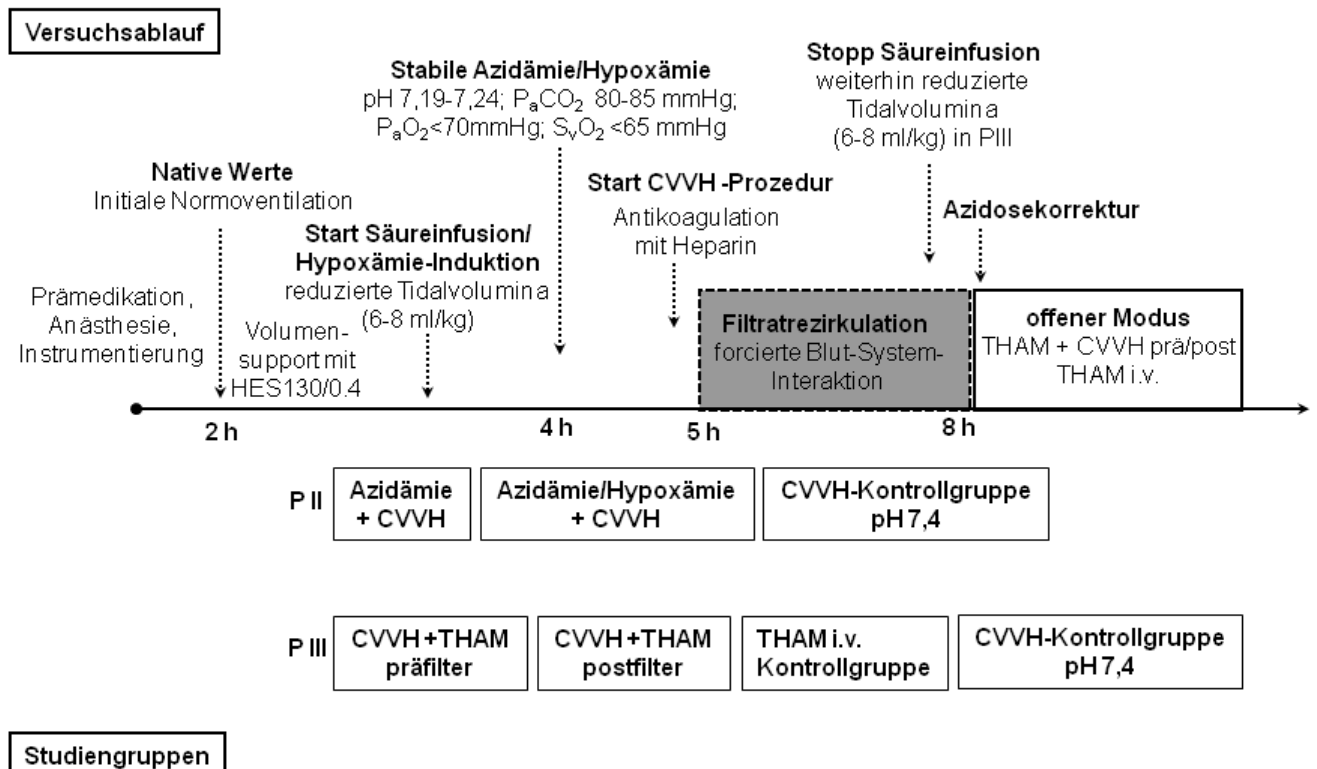 Versuchsablauf
Stabile Azidämie/Hypoxämie
pH 7,19-7,24; PaCO2 80-85 mmHg;
PaO2<70mmHg; SvO2 <65 mmHg
Stopp Säureinfusion
weiterhin reduzierte
Tidalvolumina
(6-8 ml/kg) in PIII
Native Werte
Initiale Normoventilation
Start CVVH -Prozedur
Antikoagulation
mit Heparin
Azidosekorrektur
Start Säureinfusion/
Hypoxämie-Induktion
reduzierte Tidalvolumina
(6-8 ml/kg)
Prämedikation,
Anästhesie,
Instrumentierung
Volumen-
support mit
HES130/0.4
Filtratrezirkulation
forcierte Blut-System-
Interaktion
offener Modus
THAM + CVVH prä/post
THAM i.v.
2 h
4 h
5 h
8 h
P II
Azidämie
+ CVVH
Azidämie/Hypoxämie
+ CVVH
CVVH-Kontrollgruppe
pH 7,4
P III
CVVH +THAM
präfilter
CVVH +THAM
postfilter
THAM i.v.
Kontrollgruppe
CVVH-Kontrollgruppe
pH 7,4
Studiengruppen